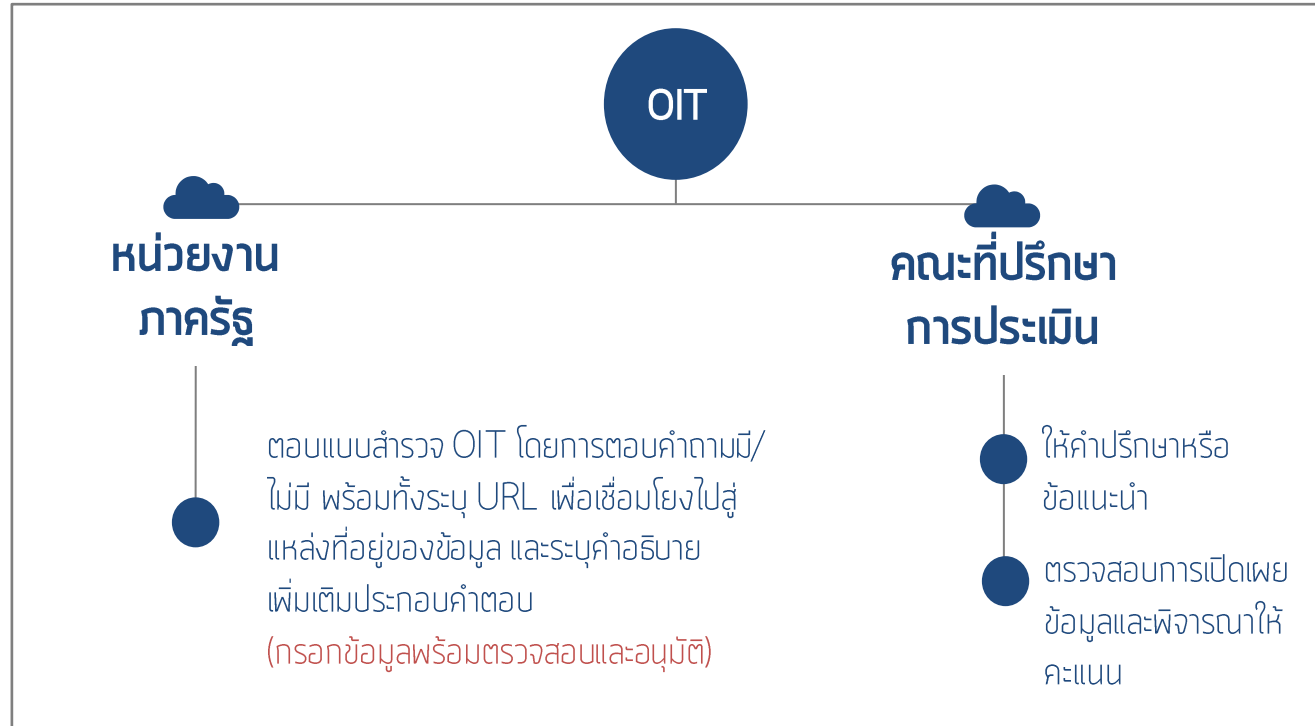 OIT
หน่วยงาน
ภาครัฐ
ตอบแบบสำรวจ OIT โดยการตอบคำถามมี/
ไม่มี พร้อมทั้งระบุ URL เพื่อเชื่อมโยงไปสู่
แหล่งที่อยู่ของข้อมูล และระบุคำอธิบาย
เพิ่มเติมประกอบคำตอบ
(กรอกข้อมูลพร้อมตรวจสอบและอนุมัติ)
คณะที่ปรึกษา
การประเมิน
ให้คำปรึกษาหรือ
ข้อแนะนำ
ตรวจสอบการเปิดเผย
ข้อมูลและพิจารณาให้
คะแนน